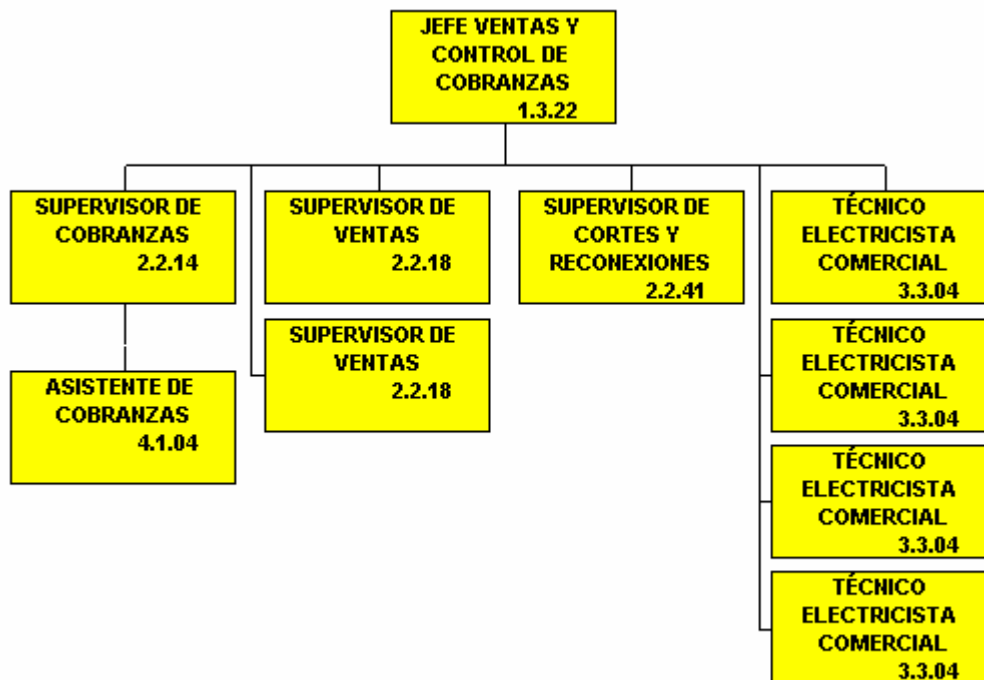 JEFE VENTAS Y
CONTROL DE
COBRANZAS
1.3.22
SUPERVISOR DE
COBRANZAS
2.2.14
SUPERVISOR DE
VENTAS
2.2.18
SUPERVISOR DE
CORTES Y
RECONEXIONES
2.2.41
TÉCNICO
ELECTRICISTA
COMERCIAL
3.3.04
ASISTENTE DE
COBRANZAS
4.1.04
SUPERVISOR DE
VENTAS
2.2.18
TÉCNICO
ELECTRICISTA
COMERCIAL
3.3.04
TÉCNICO
ELECTRICISTA
COMERCIAL
3.3.04
TÉCNICO
ELECTRICISTA
COMERCIAL
3.3.04